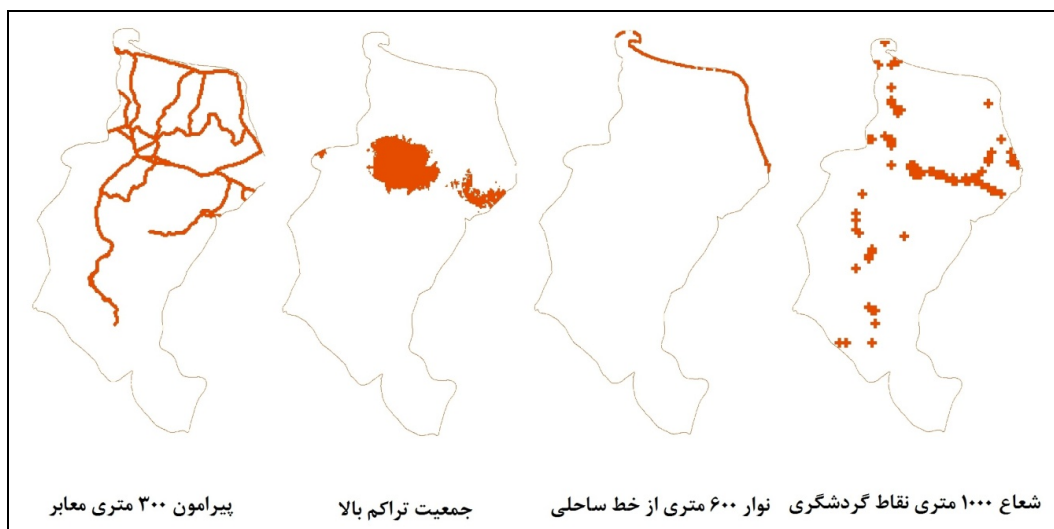 شعاع ۱۰۰۰ متری نقاط گردشگری
نوار ۶۰۰ متری از خط ساحلی
جمعیت تراکم بالا
پیرامون ۳۰۰ متری معابر